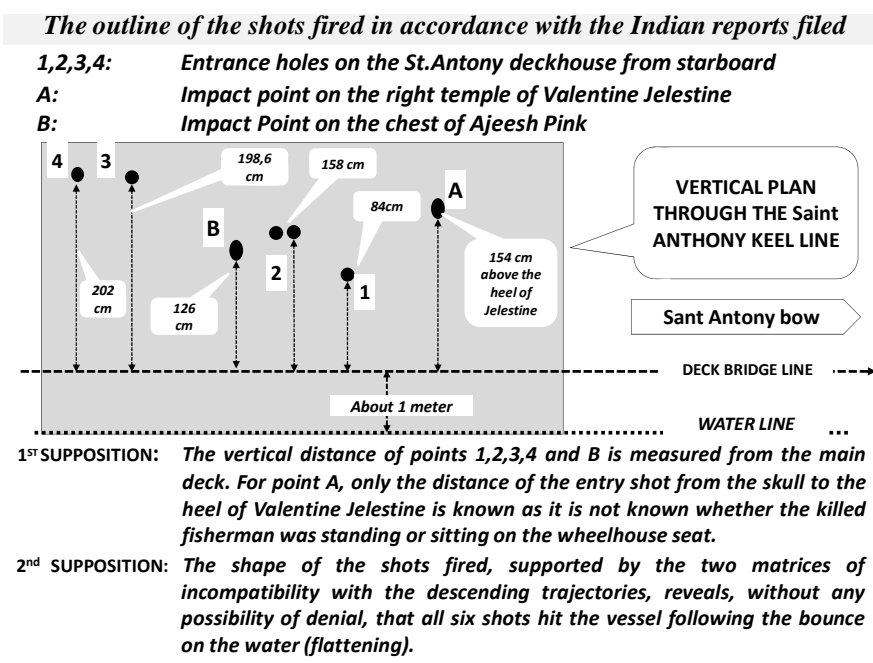 The outline of the shots fired in accordance with the Indian reports filed
1,2,3,4: Entrance holes on the St.Antony deckhouse from starboard
A: Impact point on the right temple of Valentine Jelestine
B: Impact Point on the chest of Ajeesh Pink
4
3
198,6
cm
158 cm
A
84cm
B
2
1
154 cm
above the
heel of
Jelestine
202
cm
126
cm
VERTICAL PLAN
THROUGH THE Saint
ANTHONY KEEL LINE
Sant Antony bow
DECK BRIDGE LINE
About 1 meter
WATER LINE
1ST SUPPOSITION: The vertical distance of points 1,2,3,4 and B is measured from the main
deck. For point A, only the distance of the entry shot from the skull to the
heel of Valentine Jelestine is known as it is not known whether the killed
fisherman was standing or sitting on the wheelhouse seat.
2nd SUPPOSITION: The shape of the shots fired, supported by the two matrices of
incompatibility with the descending trajectories, reveals, without any
possibility of denial, that all six shots hit the vessel following the bounce
on the water (flattening).